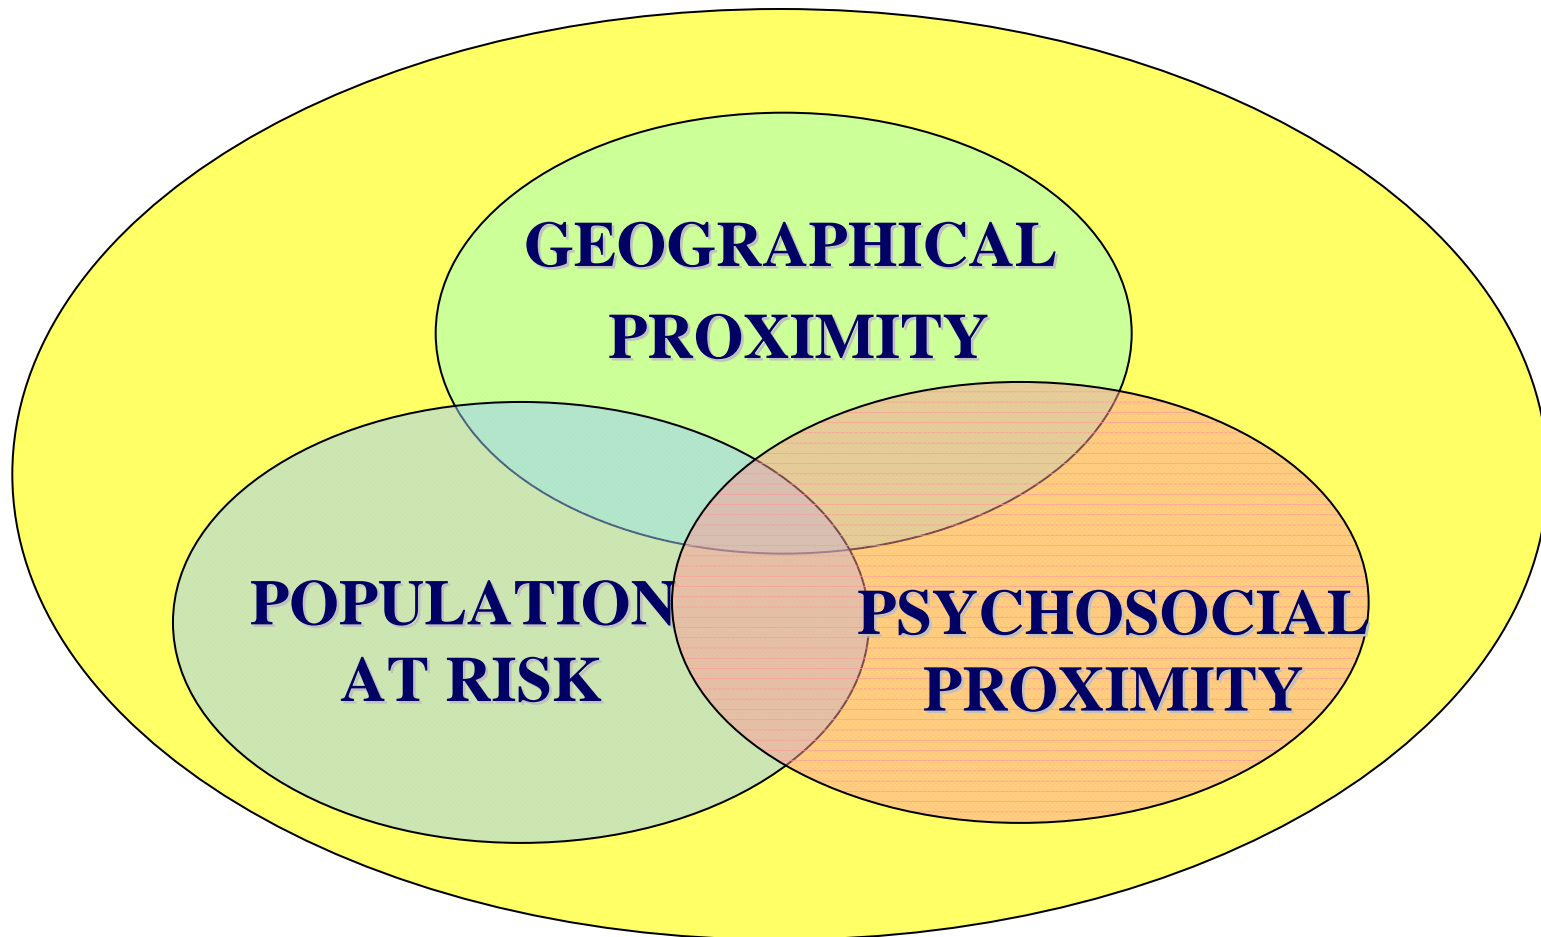 GEOGRAPHICAL
PROXIMITY
POPULATION
AT RISK
PSYCHOSOCIAL
PROXIMITY